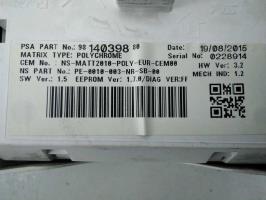 PSA PART No.: 98 140398 80
Date: 19/08/2015
MATRIX TYPE: POLYCHROME
Serial No: 0228914
CEM No. : NS-MATT2010-POLY-EUR-CEM00
HW Ver.: 3.2
NS PART No: PE-0010-003-NR-SB-00
MECH IND: 1.2
SW Ver.: 1.5 EEPROM Ver.: 1.7.0/DIAG VER:FF